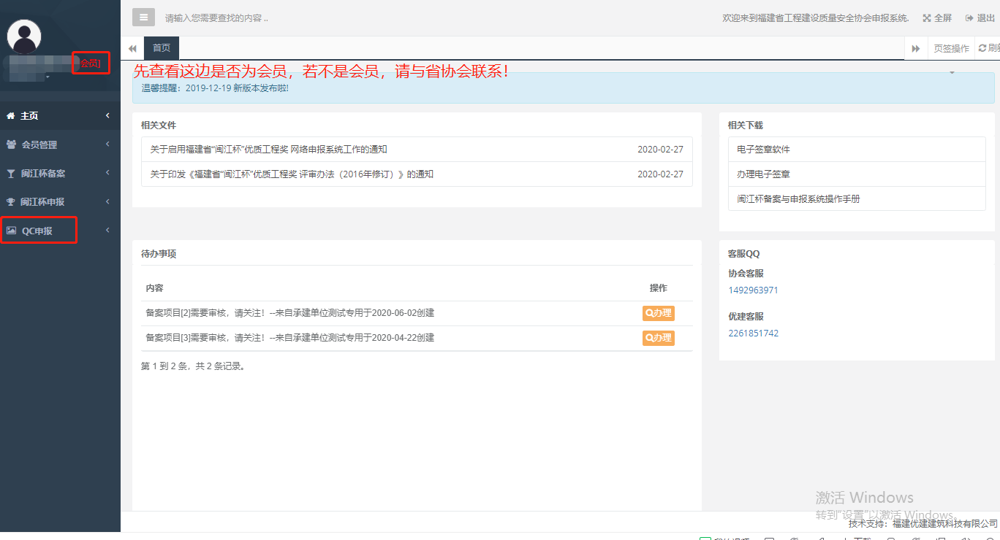 请输入您需要查找的内容 ..
欢迎来到福建省工程建设质量安全协会申报系统.
全屏
退出
会员]
首页
页签操作
刷新
先查看这边是否为会员，若不是会员，请与省协会联系！
温馨提醒：2019-12-19 新版本发布啦!
主页
会员管理
闽江杯备案
闽江杯申报
QC申报
相关文件
关于启用福建省“闽江杯”优质工程奖 网络申报系统工作的通知 2020-02-27
关于印发《福建省“闽江杯”优质工程奖 评审办法（2016年修订）》的通知 2020-02-27
相关下载
电子签章软件
办理电子签章
闽江杯备案与申报系统操作手册
待办事项
内容 操作
备案项目[2]需要审核，请关注！--来自承建单位测试专用于2020-06-02创建 办理
备案项目[3]需要审核，请关注！--来自承建单位测试专用于2020-04-22创建 办理
第 1 到 2 条，共 2 条记录。
客服QQ
协会客服
1492963971
优建客服
2261851742
激活 Windows
转到"设置"以激活 Windows。
技术支持：福建优建建筑科技有限公司